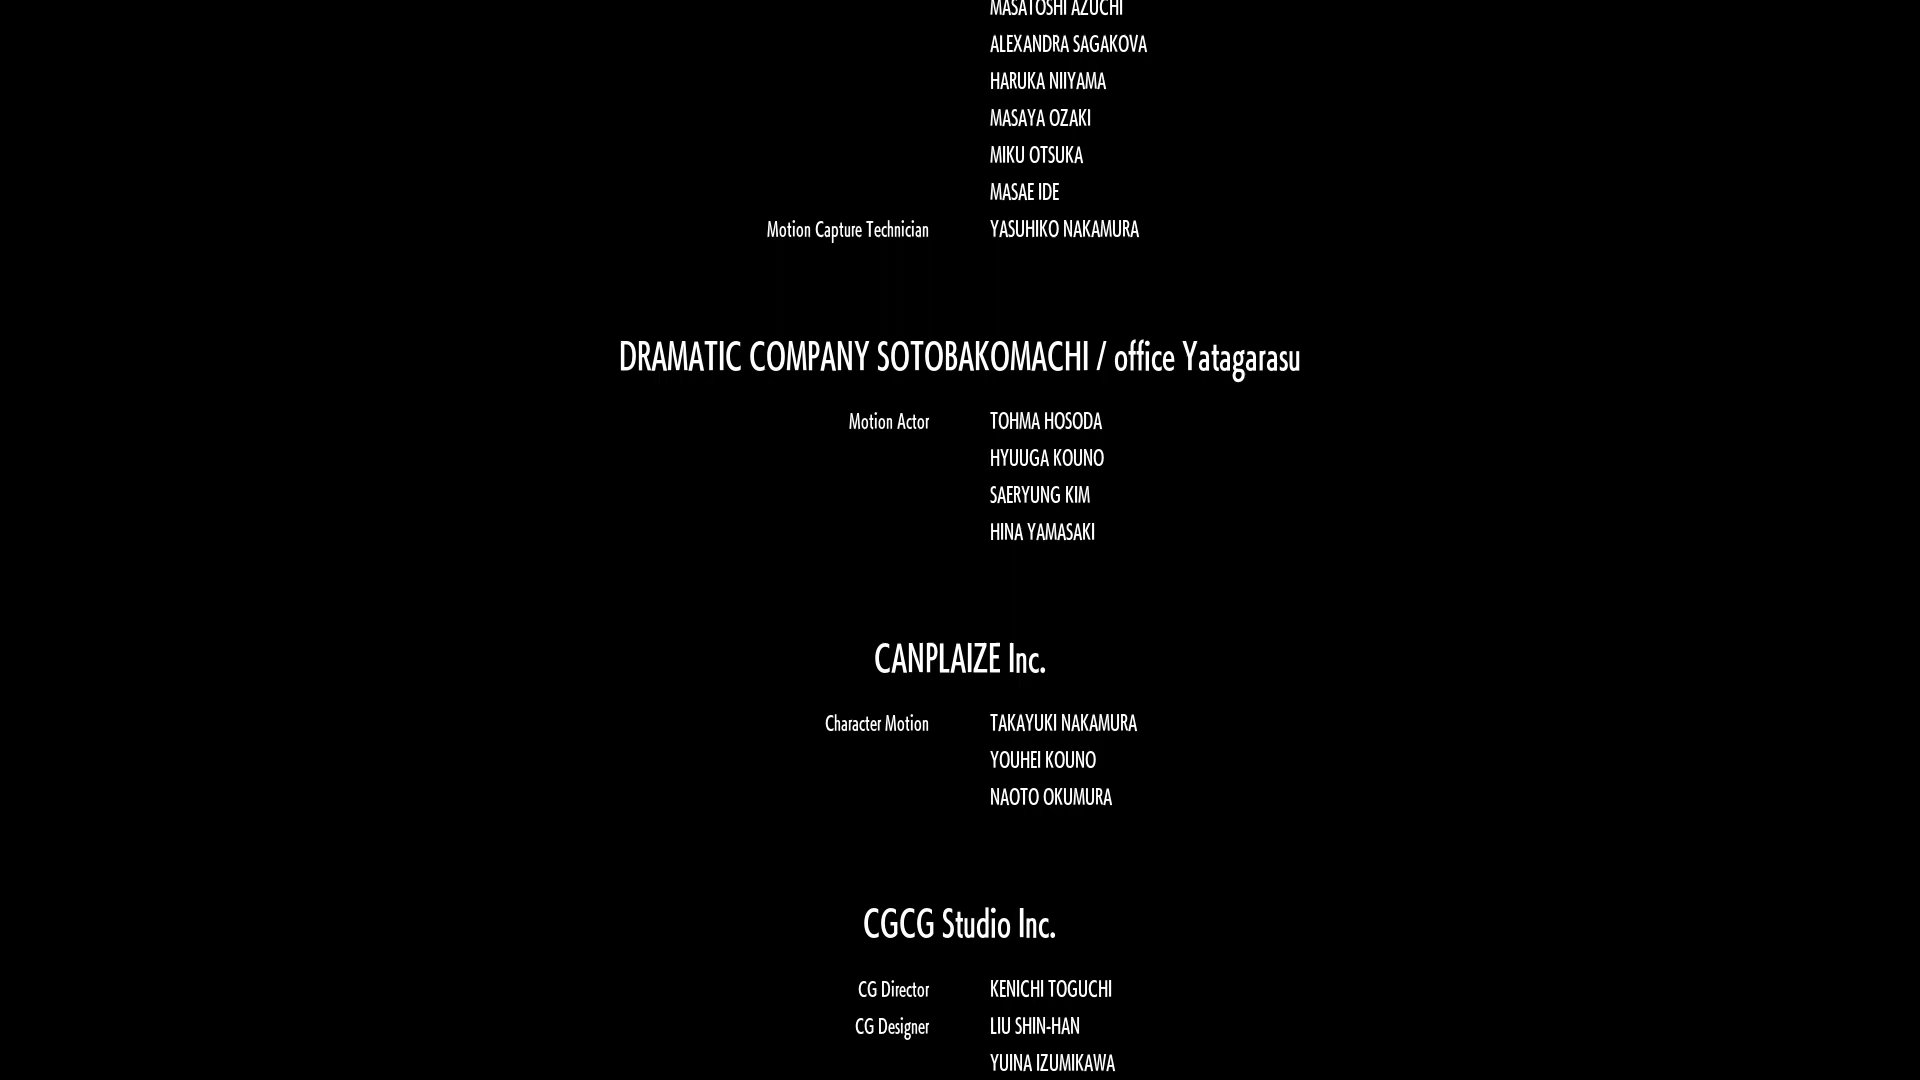 MASATOSHI AZUCHI
ALEXANDRA SAGAKOVA
HARUKA NIIYAMA
MASAYA OZAKI
MIKU OTSUKA
MASAE IDE
Motion Capture Technician YASUHIKO NAKAMURA
DRAMATIC COMPANY SOTOBAKOMACHI / office Yatagarasu
Motion Actor TOHMA HOSODA
HYUUGA KOUNO
SAERYUNG KIM
HINA YAMASAKI
CANPLAIZE Inc.
Character Motion TAKAYUKI NAKAMURA
YOUHEI KOUNO
NAOTO OKUMURA
CGCG Studio Inc.
CG Director KENICHI TOGUCHI
CG Designer LIU SHIN-HAN
YUINA IZUMIKAWA